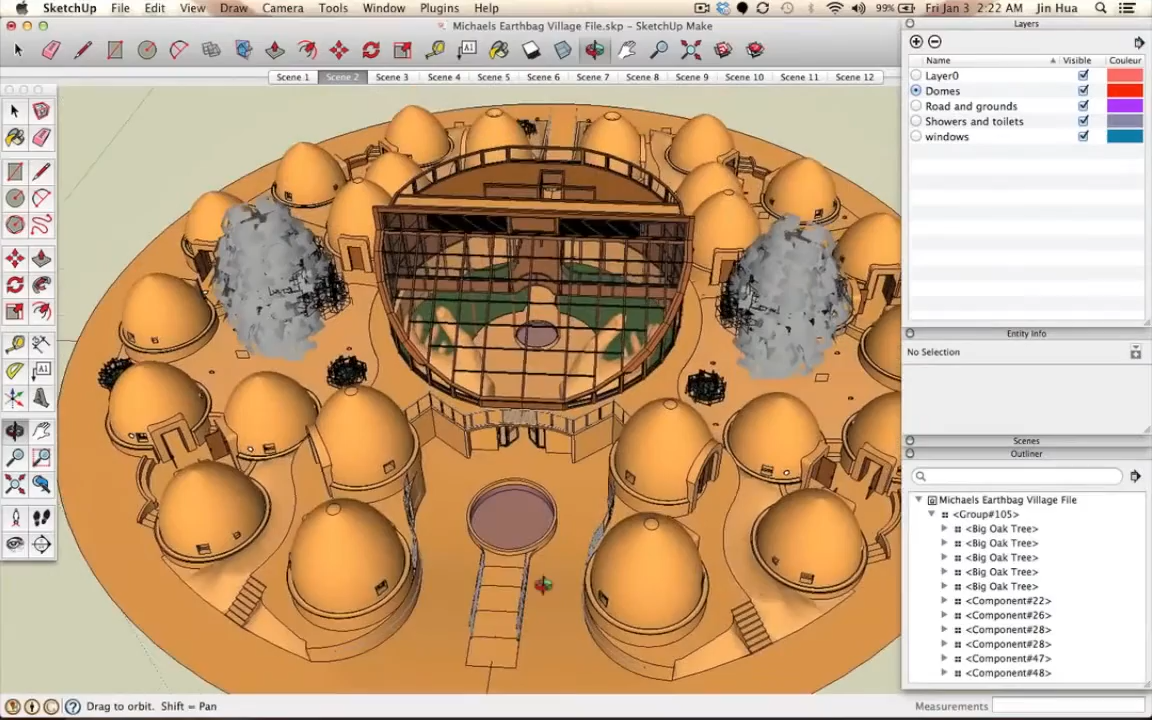 SketchUp File Edit View Draw Camera Tools Window Plugins Help 99% Fri Jan 3 2:22 AM Jin Hua
Michaels Earthbag Village File.skp - SketchUp Make
Layers
A1
Scene 1 Scene 2 Scene 3 Scene 4 Scene 5 Scene 6 Scene 7 Scene 8 Scene 9 Scene 10 Scene 11 Scene 12
Name Visible Couleur
Layer0
Domes
Road and grounds
Showers and toilets
windows
Entity Info
No Selection
A1
Scenes
Outliner
Michaels Earthbag Village File
<Group#105>
<Big Oak Tree>
<Big Oak Tree>
<Big Oak Tree>
<Big Oak Tree>
<Big Oak Tree>
<Component#22>
<Component#26>
<Component#28>
<Component#28>
<Component#47>
<Component#48>
Drag to orbit. Shift = Pan
Measurements